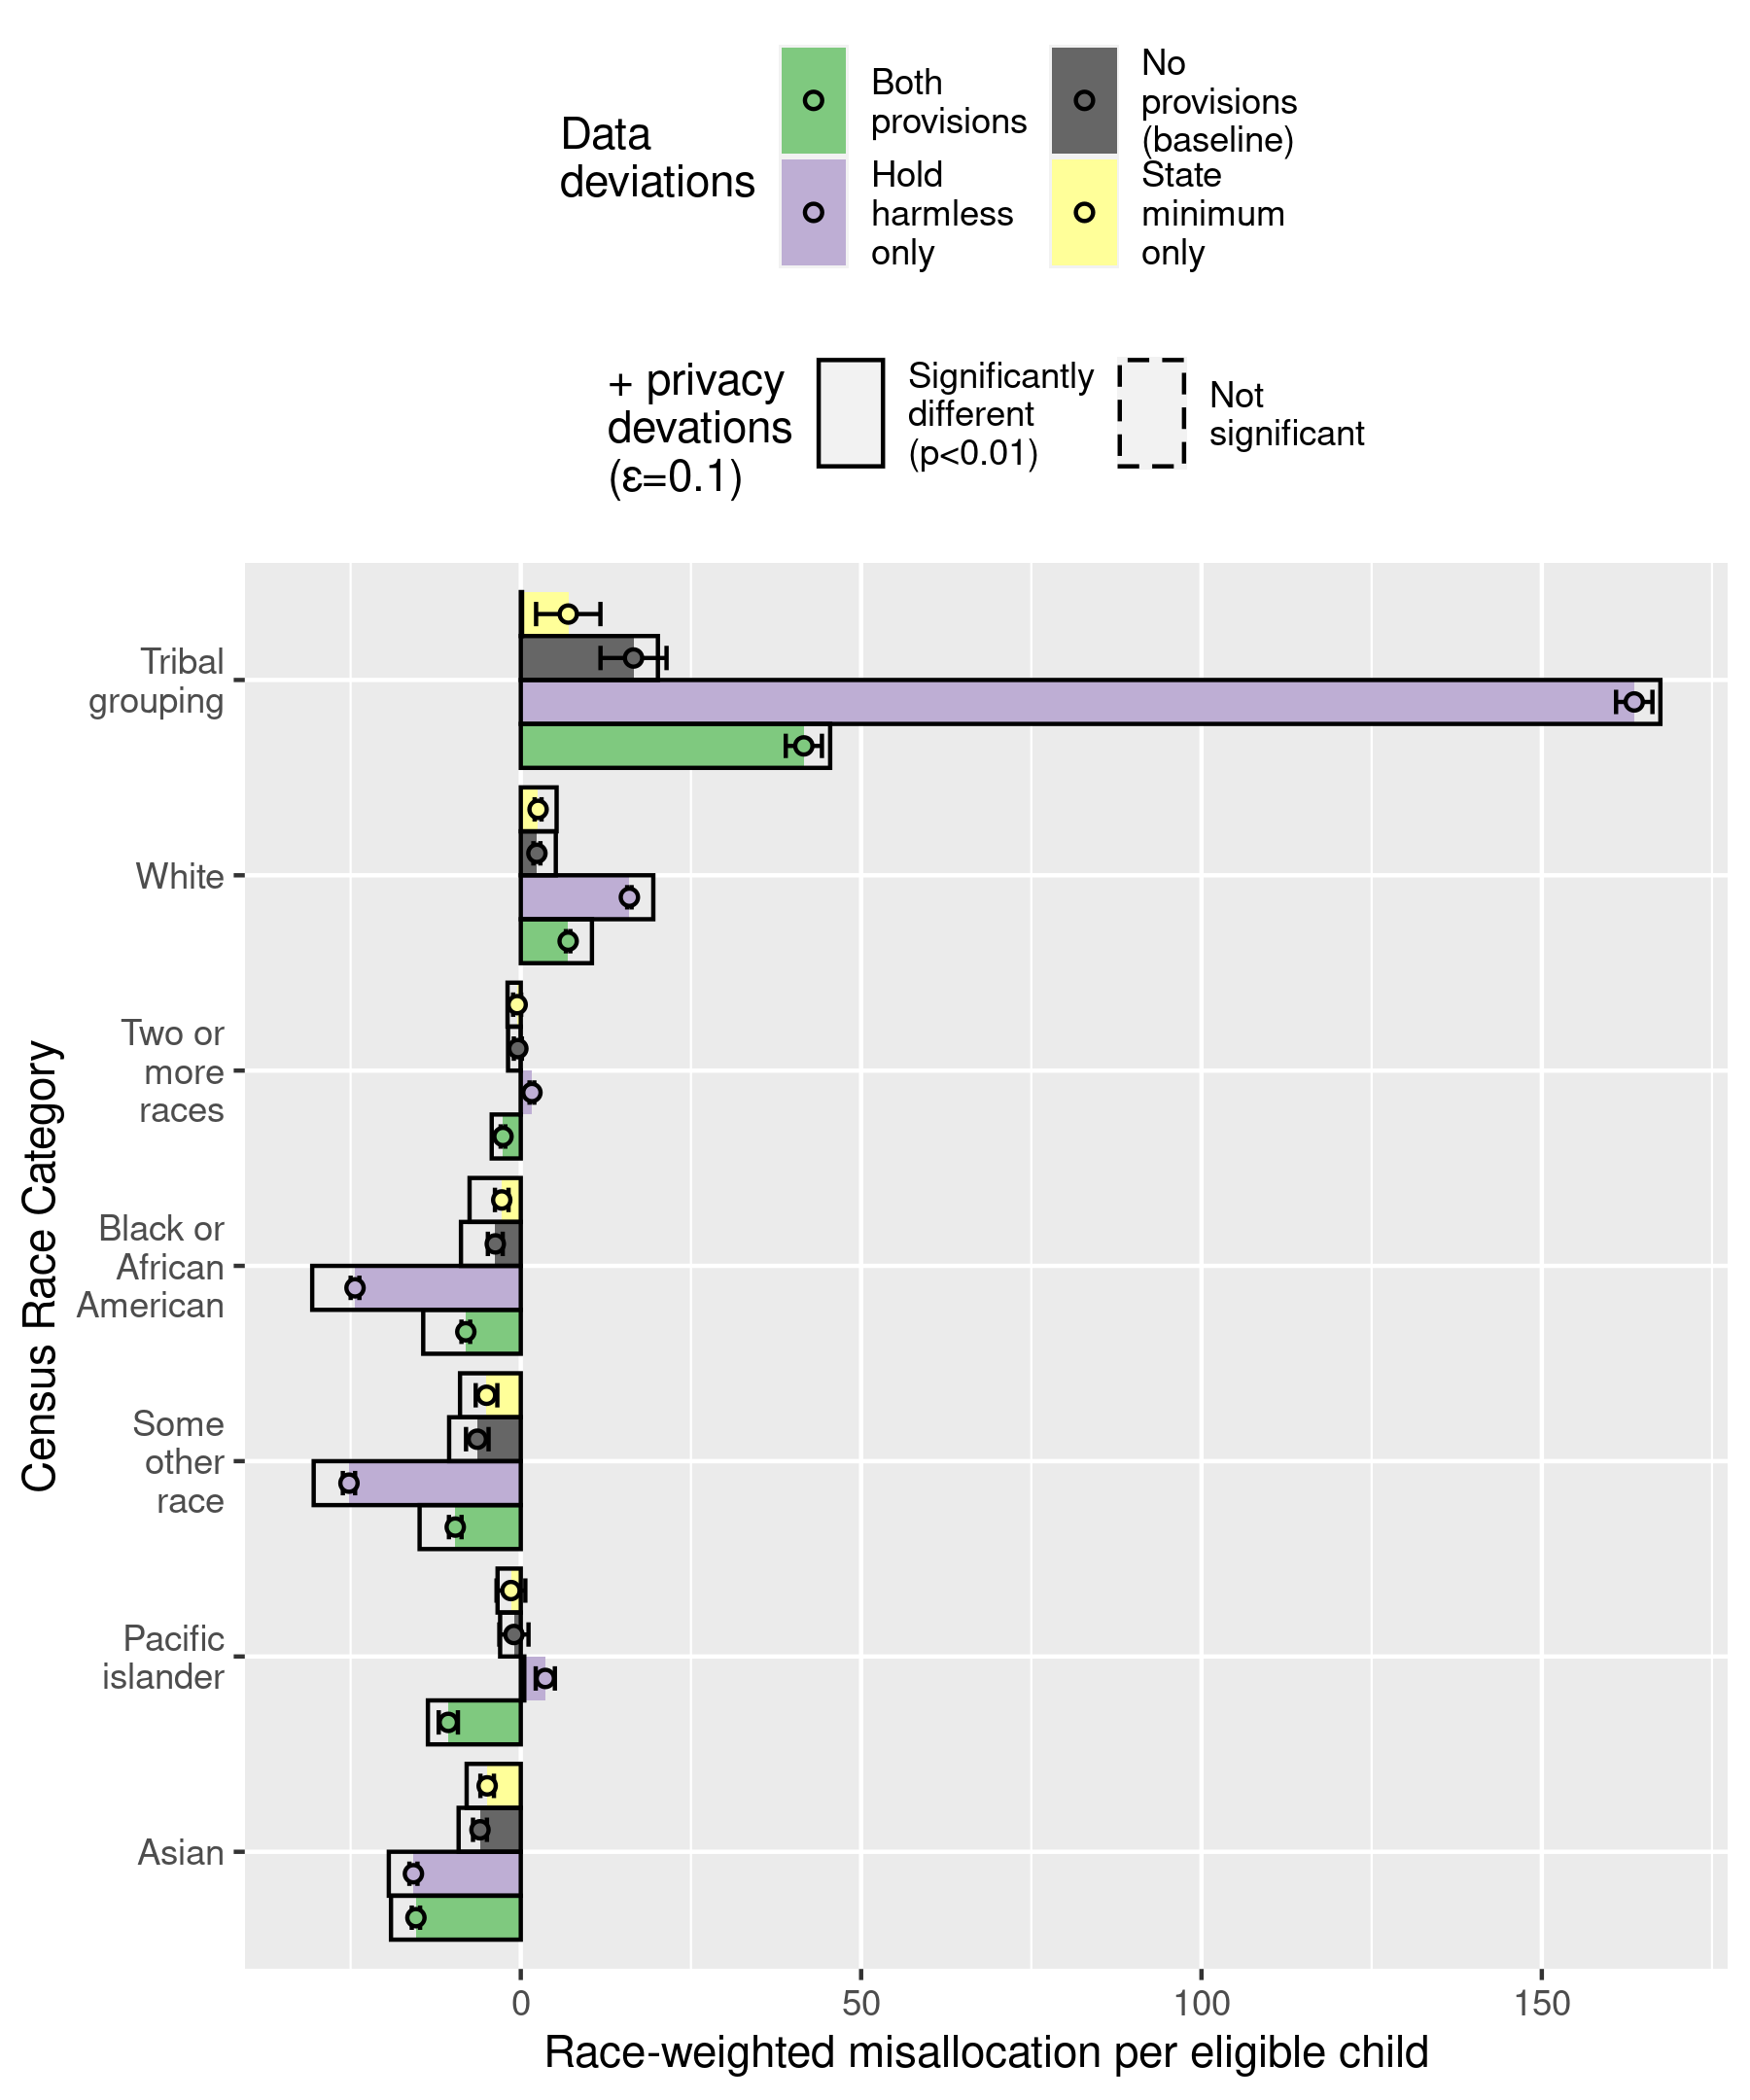 Data
deviations
Both
provisions
No
provisions
(baseline)
Hold
harmless
only
State
minimum
only
+ privacy
devations
(ε=0.1)
Significantly
different
(p<0.01)
Not
significant
Census Race Category
Tribal
grouping
White
Two or
more
races
Black or
African
American
Some
other
race
Pacific
islander
Asian
0
50
100
150
Race-weighted misallocation per eligible child